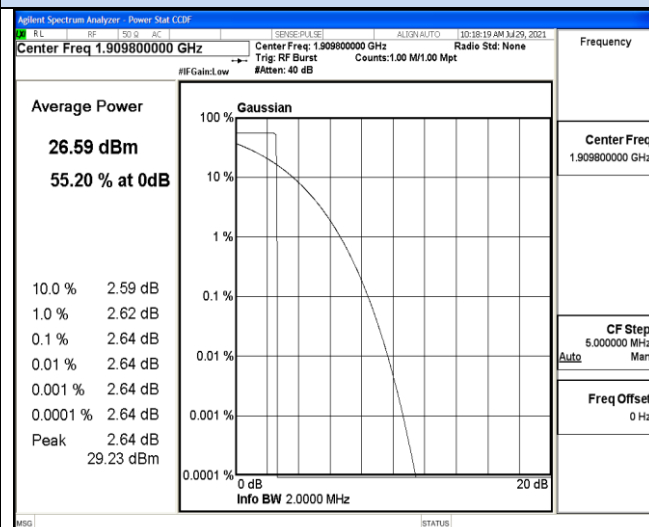 Agilent Spectrum Analyzer - Power Stat CCDF
RL RF 50 Ω AC SENSE:PULSE ALIGN AUTO 10:18:19 AM Jul 29, 2021
Center Freq 1.909800000 GHz
Center Freq: 1.909800000 GHz Radio Std: None
Trig: RF Burst Counts:1.00 M/1.00 Mpt
#IFGain:Low #Atten: 40 dB
Frequency
Average Power
26.59 dBm
55.20 % at 0dB
10.0 % 2.59 dB
1.0 % 2.62 dB
0.1 % 2.64 dB
0.01 % 2.64 dB
0.001 % 2.64 dB
0.0001 % 2.64 dB
Peak 2.64 dB
29.23 dBm
Gaussian
100 %
10 %
1 %
0.1 %
0.01 %
0.001 %
0.0001 %
0 dB 20 dB
Info BW 2.0000 MHz
Center Freq
1.909800000 GHz
CF Step
5.000000 MHz
Auto Man
Freq Offset
0 Hz
MSG STATUS